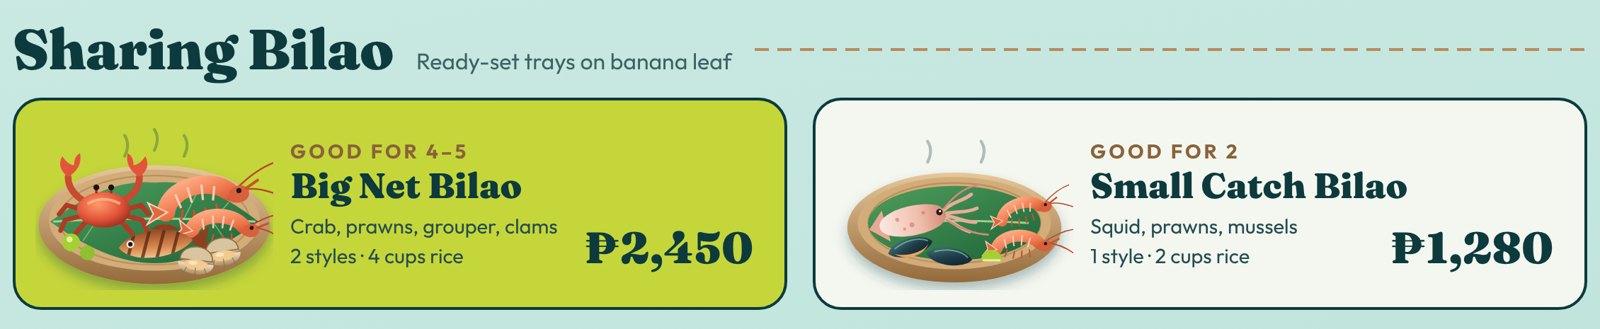 Sharing Bilao
Ready-set trays on banana leaf
GOOD FOR 4–5
Big Net Bilao
Crab, prawns, grouper, clams
2 styles · 4 cups rice
₱2,450
GOOD FOR 2
Small Catch Bilao
Squid, prawns, mussels
1 style · 2 cups rice
₱1,280